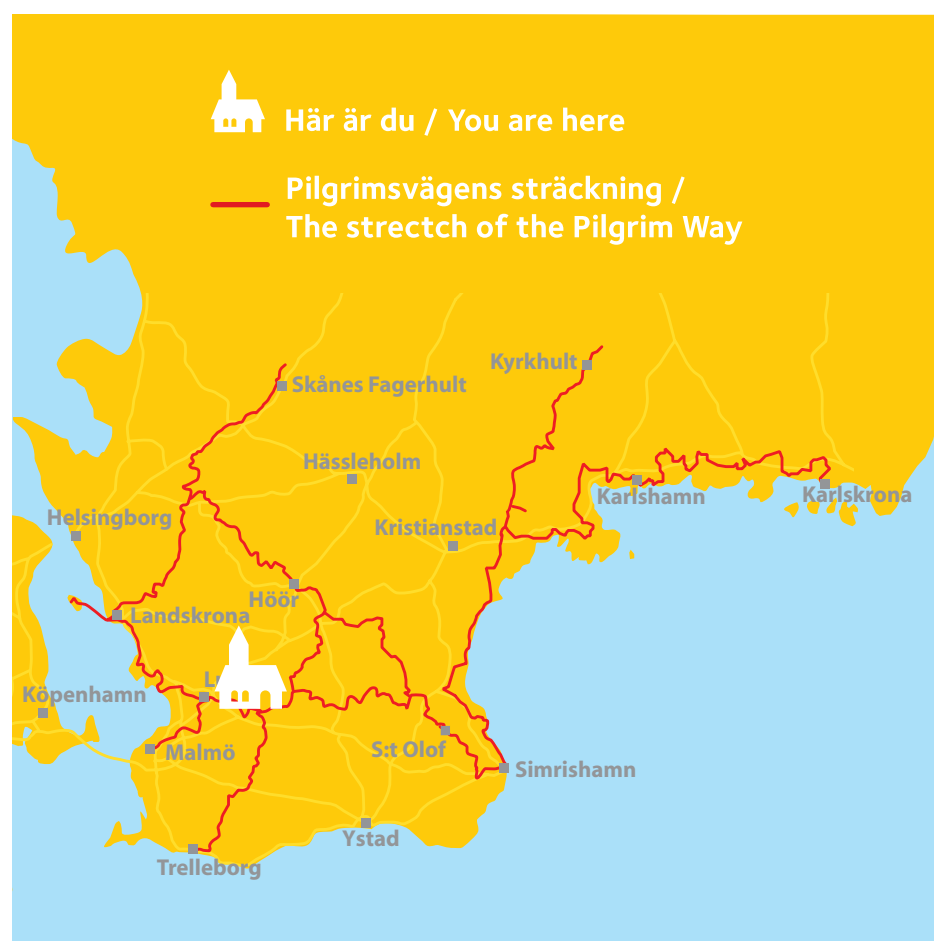 Här är du / You are here
Pilgrimsvägens sträckning /
The strectch of the Pilgrim Way
Kyrkhult
Skånes Fagerhult
Hässleholm
Karlshamn
Karlskrona
Helsingborg
Kristianstad
Höör
Landskrona
Köpenhamn
Malmö
S:t Olof
Simrishamn
Ystad
Trelleborg